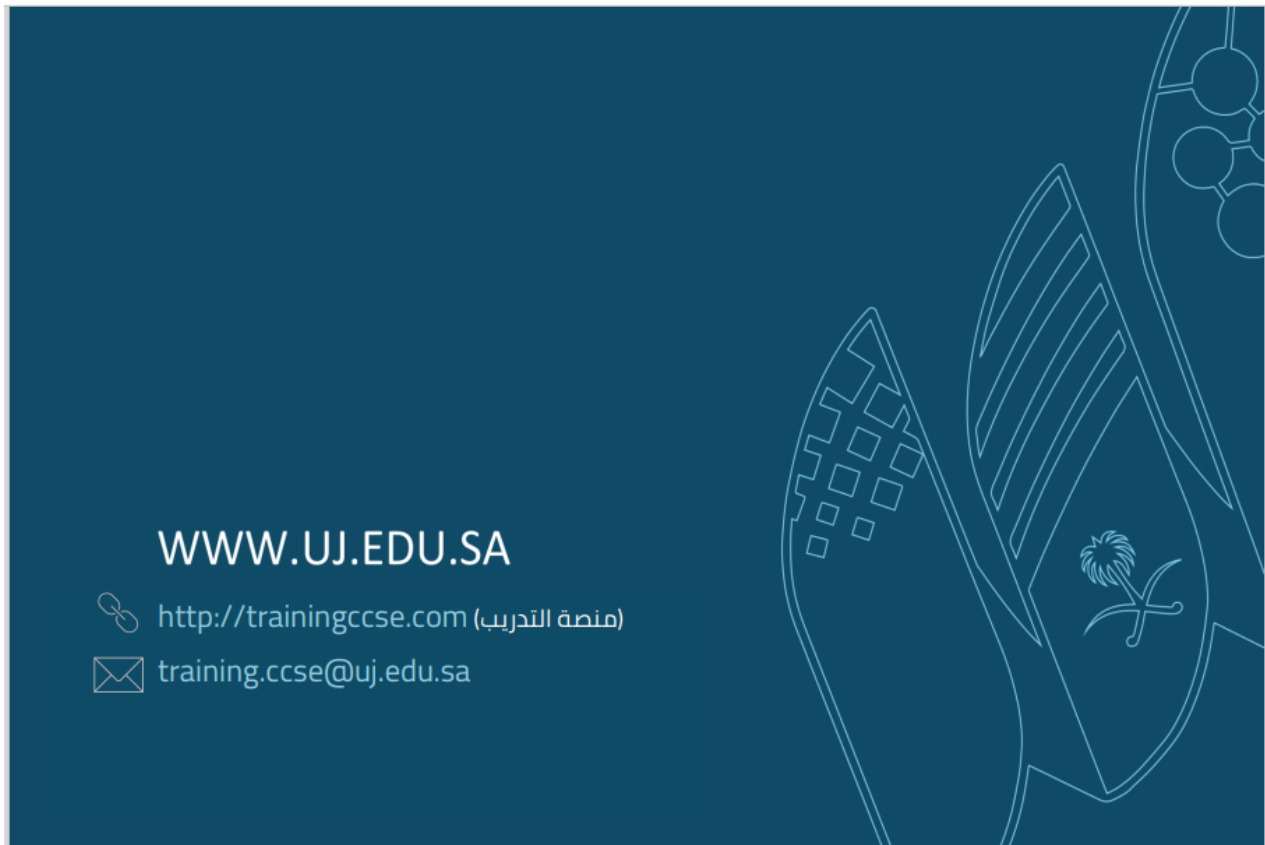 WWW.UJ.EDU.SA
http://trainingccse.com (منصة التدريب)
training.ccse@uj.edu.sa